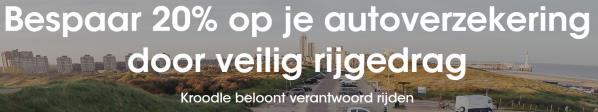 Bespaar 20% op je autoverzekering
door veilig rijgedrag
Kroodle beloont verantwoord rijden